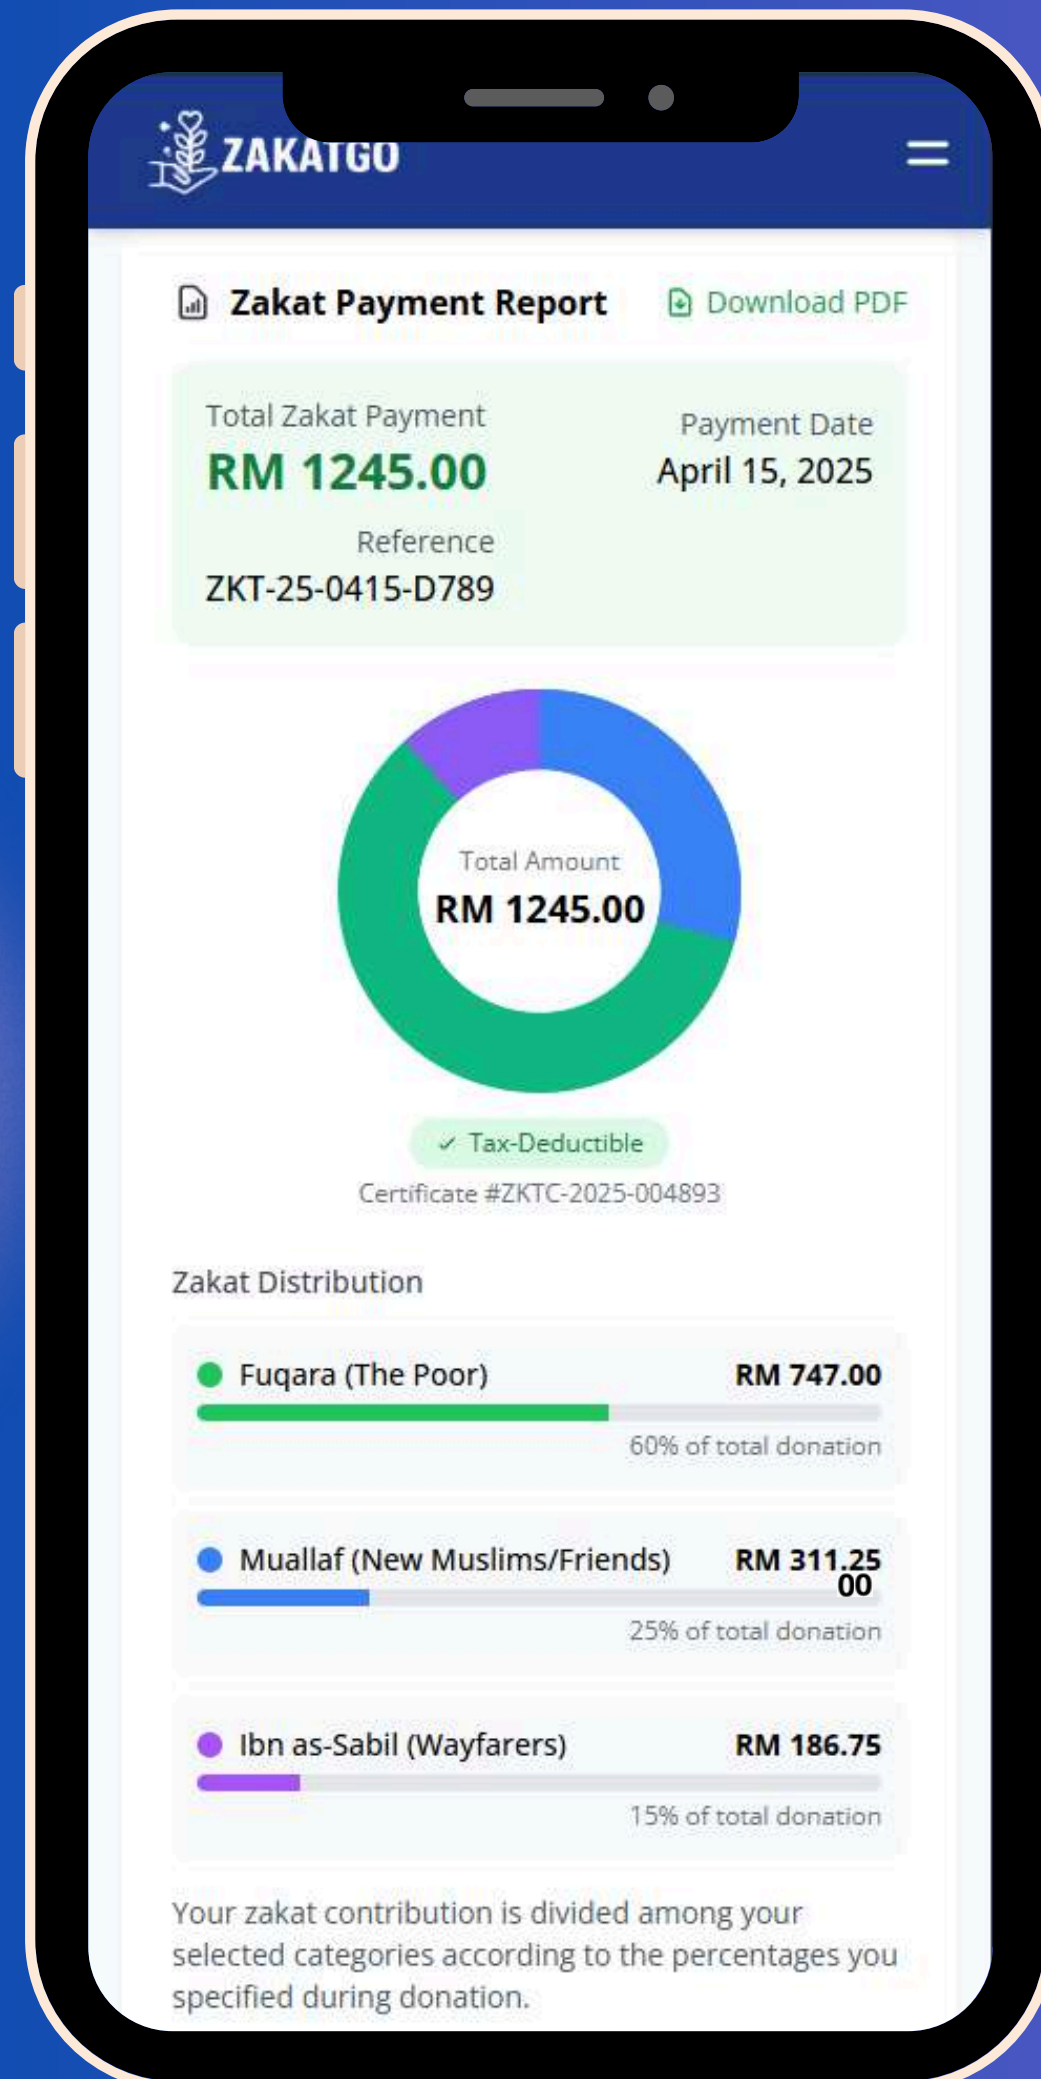 ZAKATGO
Zakat Payment Report
Download PDF
Total Zakat Payment
RM 1245.00
Payment Date
April 15, 2025
Reference
ZKT-25-0415-D789
Total Amount
RM 1245.00
✓ Tax-Deductible
Certificate #ZKTC-2025-004893
Zakat Distribution
Fuqara (The Poor)
RM 747.00
60% of total donation
Muallaf (New Muslims/Friends)
RM 311.25
00
25% of total donation
Ibn as-Sabil (Wayfarers)
RM 186.75
15% of total donation
Your zakat contribution is divided among your
selected categories according to the percentages you
specified during donation.